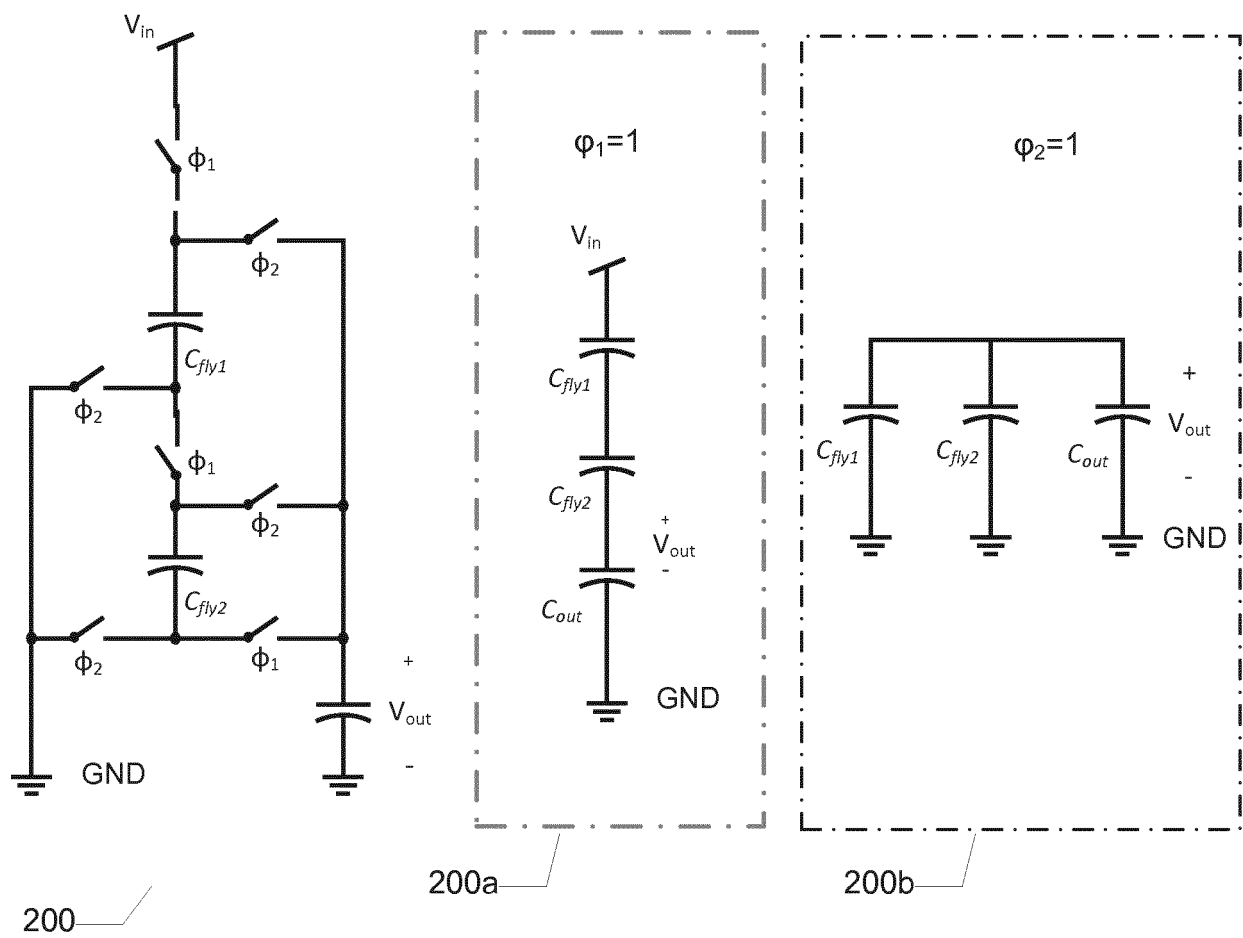 Vin
ϕ1
ϕ2
Cfly1
ϕ2
ϕ1
ϕ2
Cfly2
ϕ2
ϕ1
+
Vout
-
GND
200
φ1=1
Vin
Cfly1
Cfly2
+
Vout
-
Cout
GND
200a
φ2=1
Cfly1
Cfly2
Cout
+
Vout
-
GND
200b